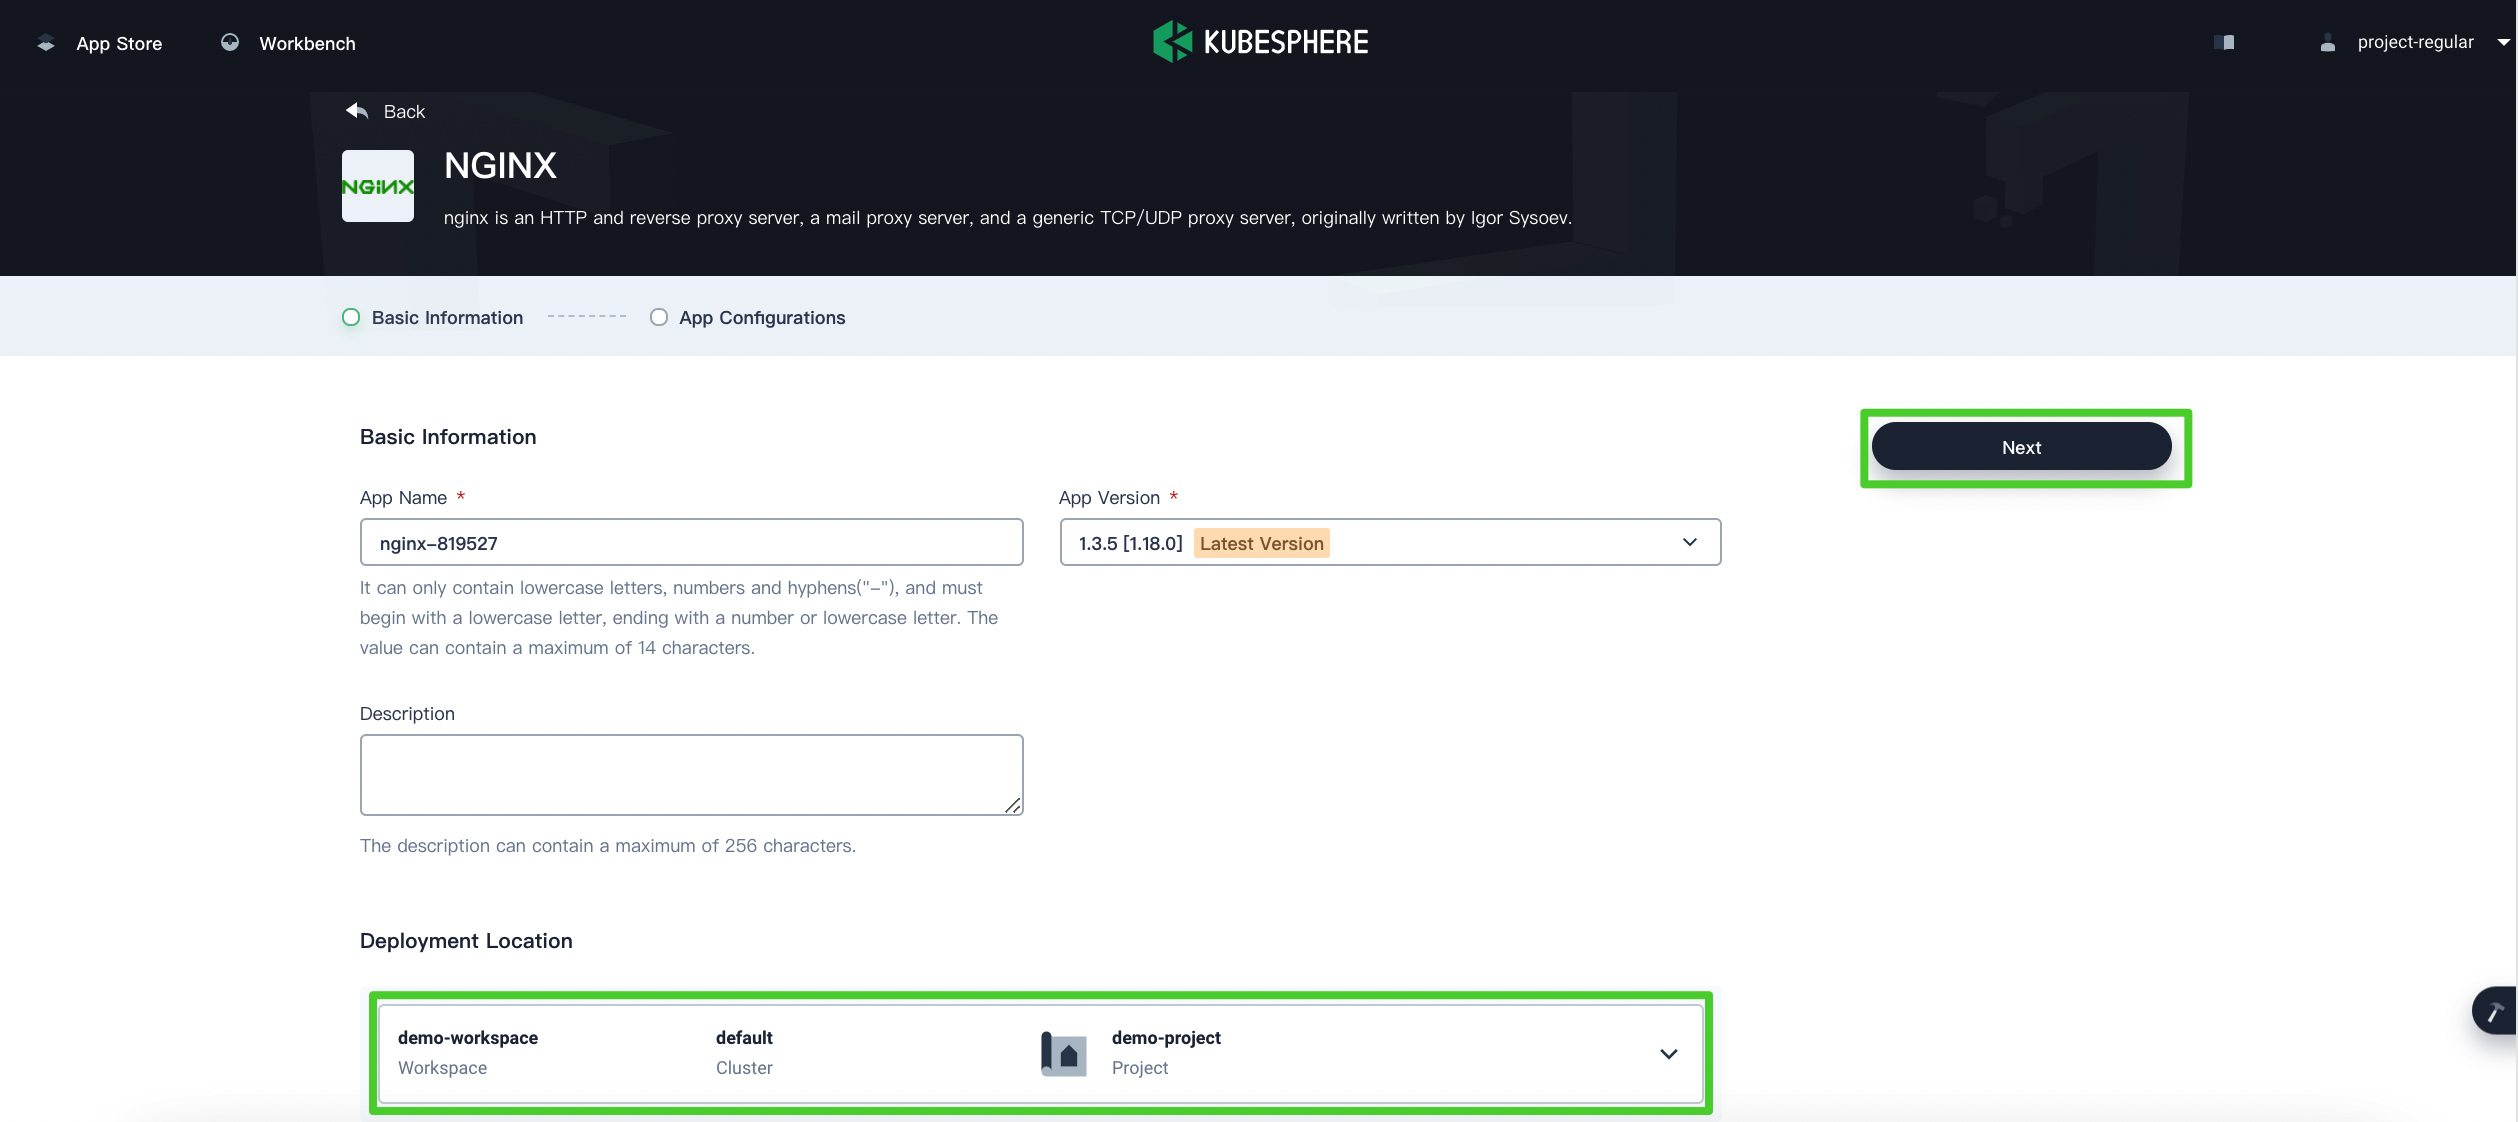 App Store
Workbench
KUBESPHERE
project-regular
Back
NGINX
NGINX
nginx is an HTTP and reverse proxy server, a mail proxy server, and a generic TCP/UDP proxy server, originally written by Igor Sysoev.
Basic Information
App Configurations
Basic Information
Next
App Name *
App Version *
nginx-819527
1.3.5 [1.18.0] Latest Version
It can only contain lowercase letters, numbers and hyphens("-"), and must
begin with a lowercase letter, ending with a number or lowercase letter. The
value can contain a maximum of 14 characters.
Description
The description can contain a maximum of 256 characters.
Deployment Location
demo-workspace
Workspace
default
Cluster
demo-project
Project